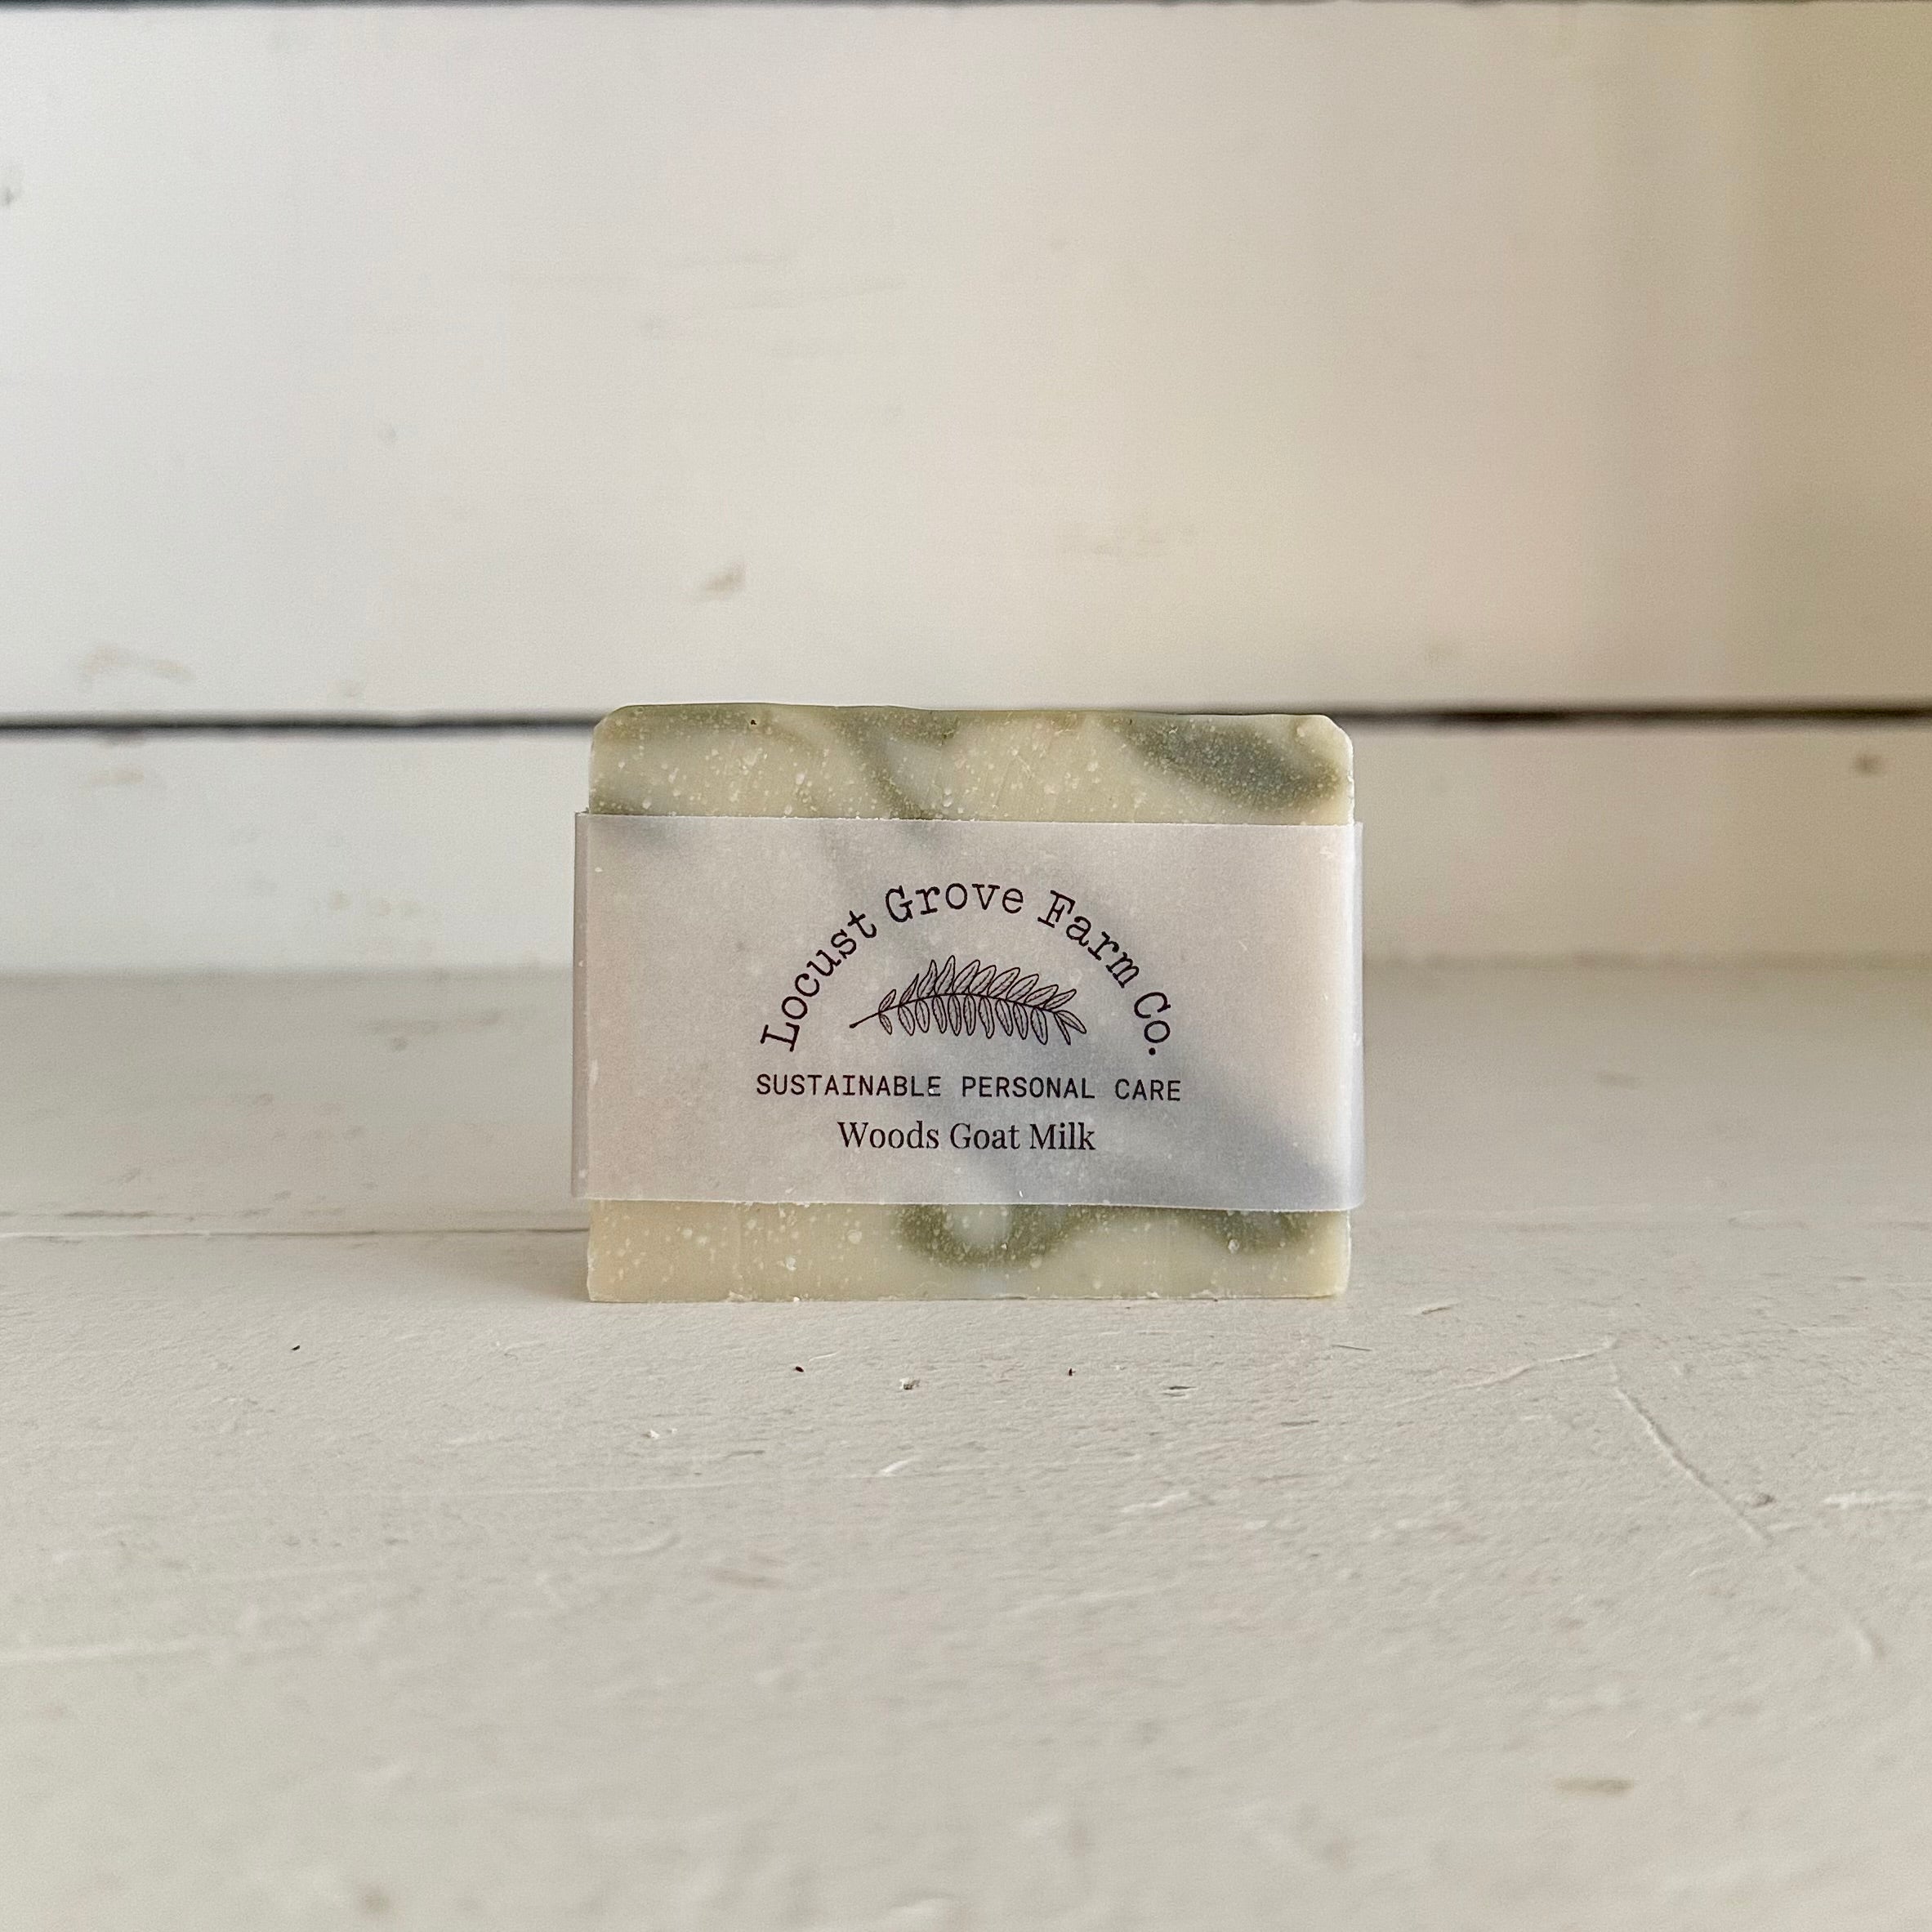 Locust Grove Farm Co.
SUSTAINABLE PERSONAL CARE
Woods Goat Milk